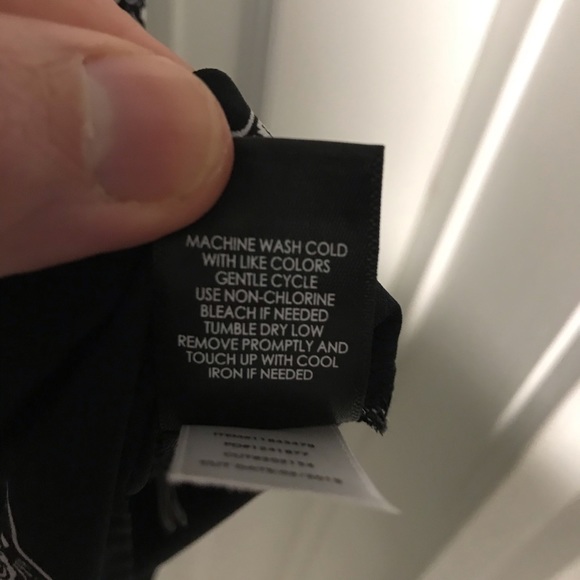 MACHINE WASH COLD
WITH LIKE COLORS
GENTLE CYCLE
USE NON-CHLORINE
BLEACH IF NEEDED
TUMBLE DRY LOW
REMOVE PROMPTLY AND
TOUCH UP WITH COOL
IRON IF NEEDED